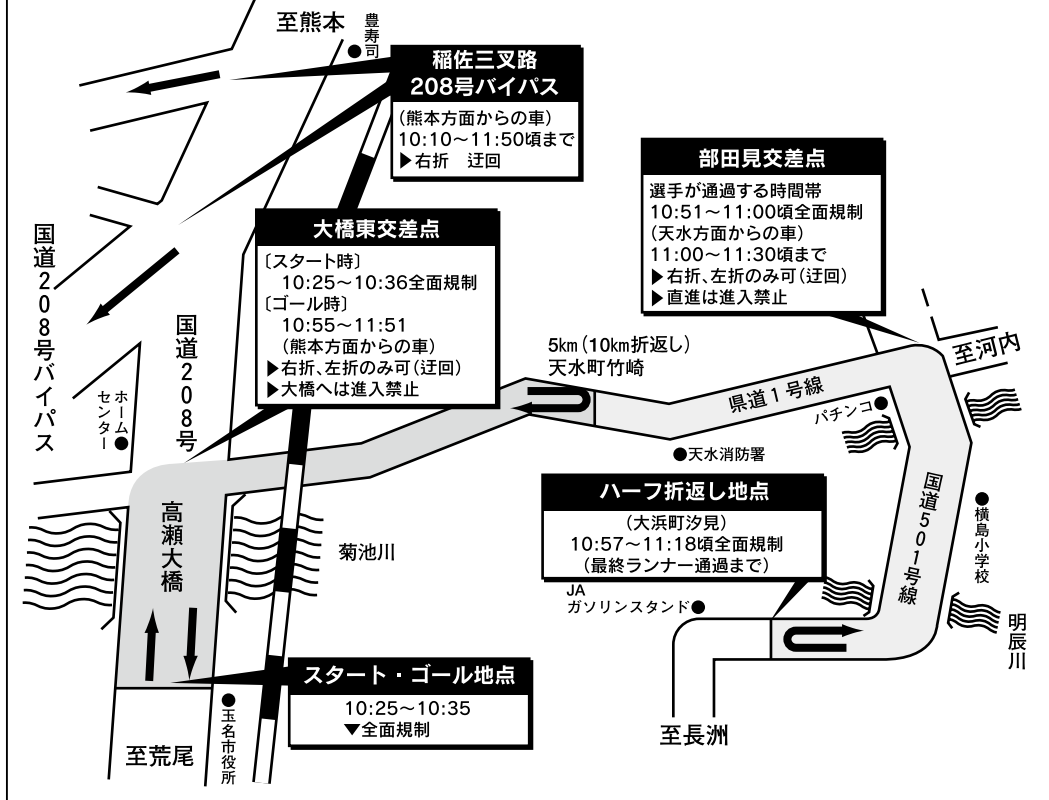 至熊本
豊寿司
稲佐三叉路
208号バイパス
(熊本方面からの車)
10:10〜11:50頃まで
▶右折 迂回
部田見交差点
選手が通過する時間帯
10:51〜11:00頃全面規制
(天水方面からの車)
11:00〜11:30頃まで
▶右折、左折のみ可(迂回)
▶直進は進入禁止
大橋東交差点
〔スタート時〕
10:25〜10:36全面規制
〔ゴール時〕
10:55〜11:51
(熊本方面からの車)
▶右折、左折のみ可(迂回)
▶大橋へは進入禁止
国道208号バイパス
国道208号
ホームセンター
5km(10km折返し)
天水町竹崎
至河内
県道1号線
パチンコ
天水消防署
ハーフ折返し地点
(大浜町汐見)
10:57〜11:18頃全面規制
(最終ランナー通過まで)
国道501号線
横島小学校
高瀬大橋
菊池川
JA
ガソリンスタンド
明辰川
スタート・ゴール地点
10:25〜10:35
▼全面規制
玉名市役所
至荒尾
至長洲